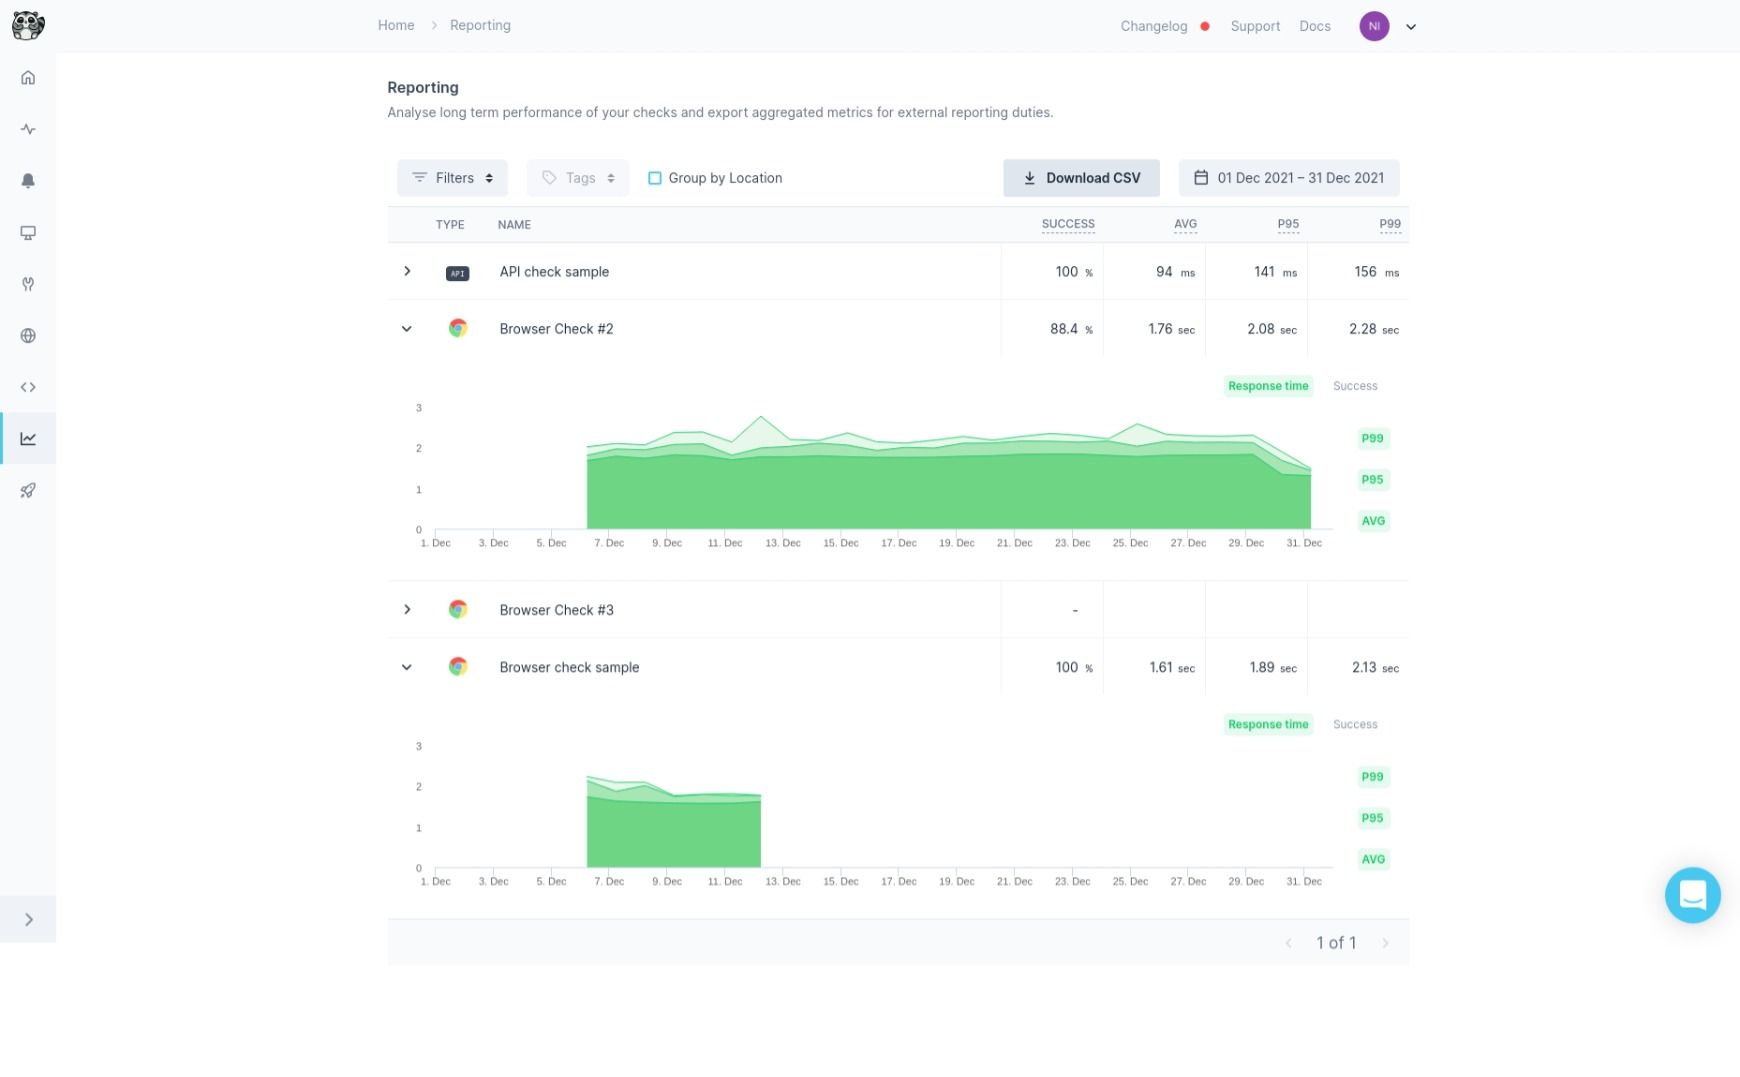 Home Reporting Changelog Support Docs NI
Reporting
Analyse long term performance of your checks and export aggregated metrics for external reporting duties.
Filters Tags Group by Location Download CSV 01 Dec 2021 – 31 Dec 2021
TYPE NAME SUCCESS AVG P95 P99
API API check sample 100 % 94 ms 141 ms 156 ms
Browser Check #2 88.4 % 1.76 sec 2.08 sec 2.28 sec
Response time Success
3
P99
2
P95
1
AVG
0
1. Dec 3. Dec 5. Dec 7. Dec 9. Dec 11. Dec 13. Dec 15. Dec 17. Dec 19. Dec 21. Dec 23. Dec 25. Dec 27. Dec 29. Dec 31. Dec
Browser Check #3 -
Browser check sample 100 % 1.61 sec 1.89 sec 2.13 sec
Response time Success
3
P99
2
P95
1
AVG
0
1. Dec 3. Dec 5. Dec 7. Dec 9. Dec 11. Dec 13. Dec 15. Dec 17. Dec 19. Dec 21. Dec 23. Dec 25. Dec 27. Dec 29. Dec 31. Dec
1 of 1